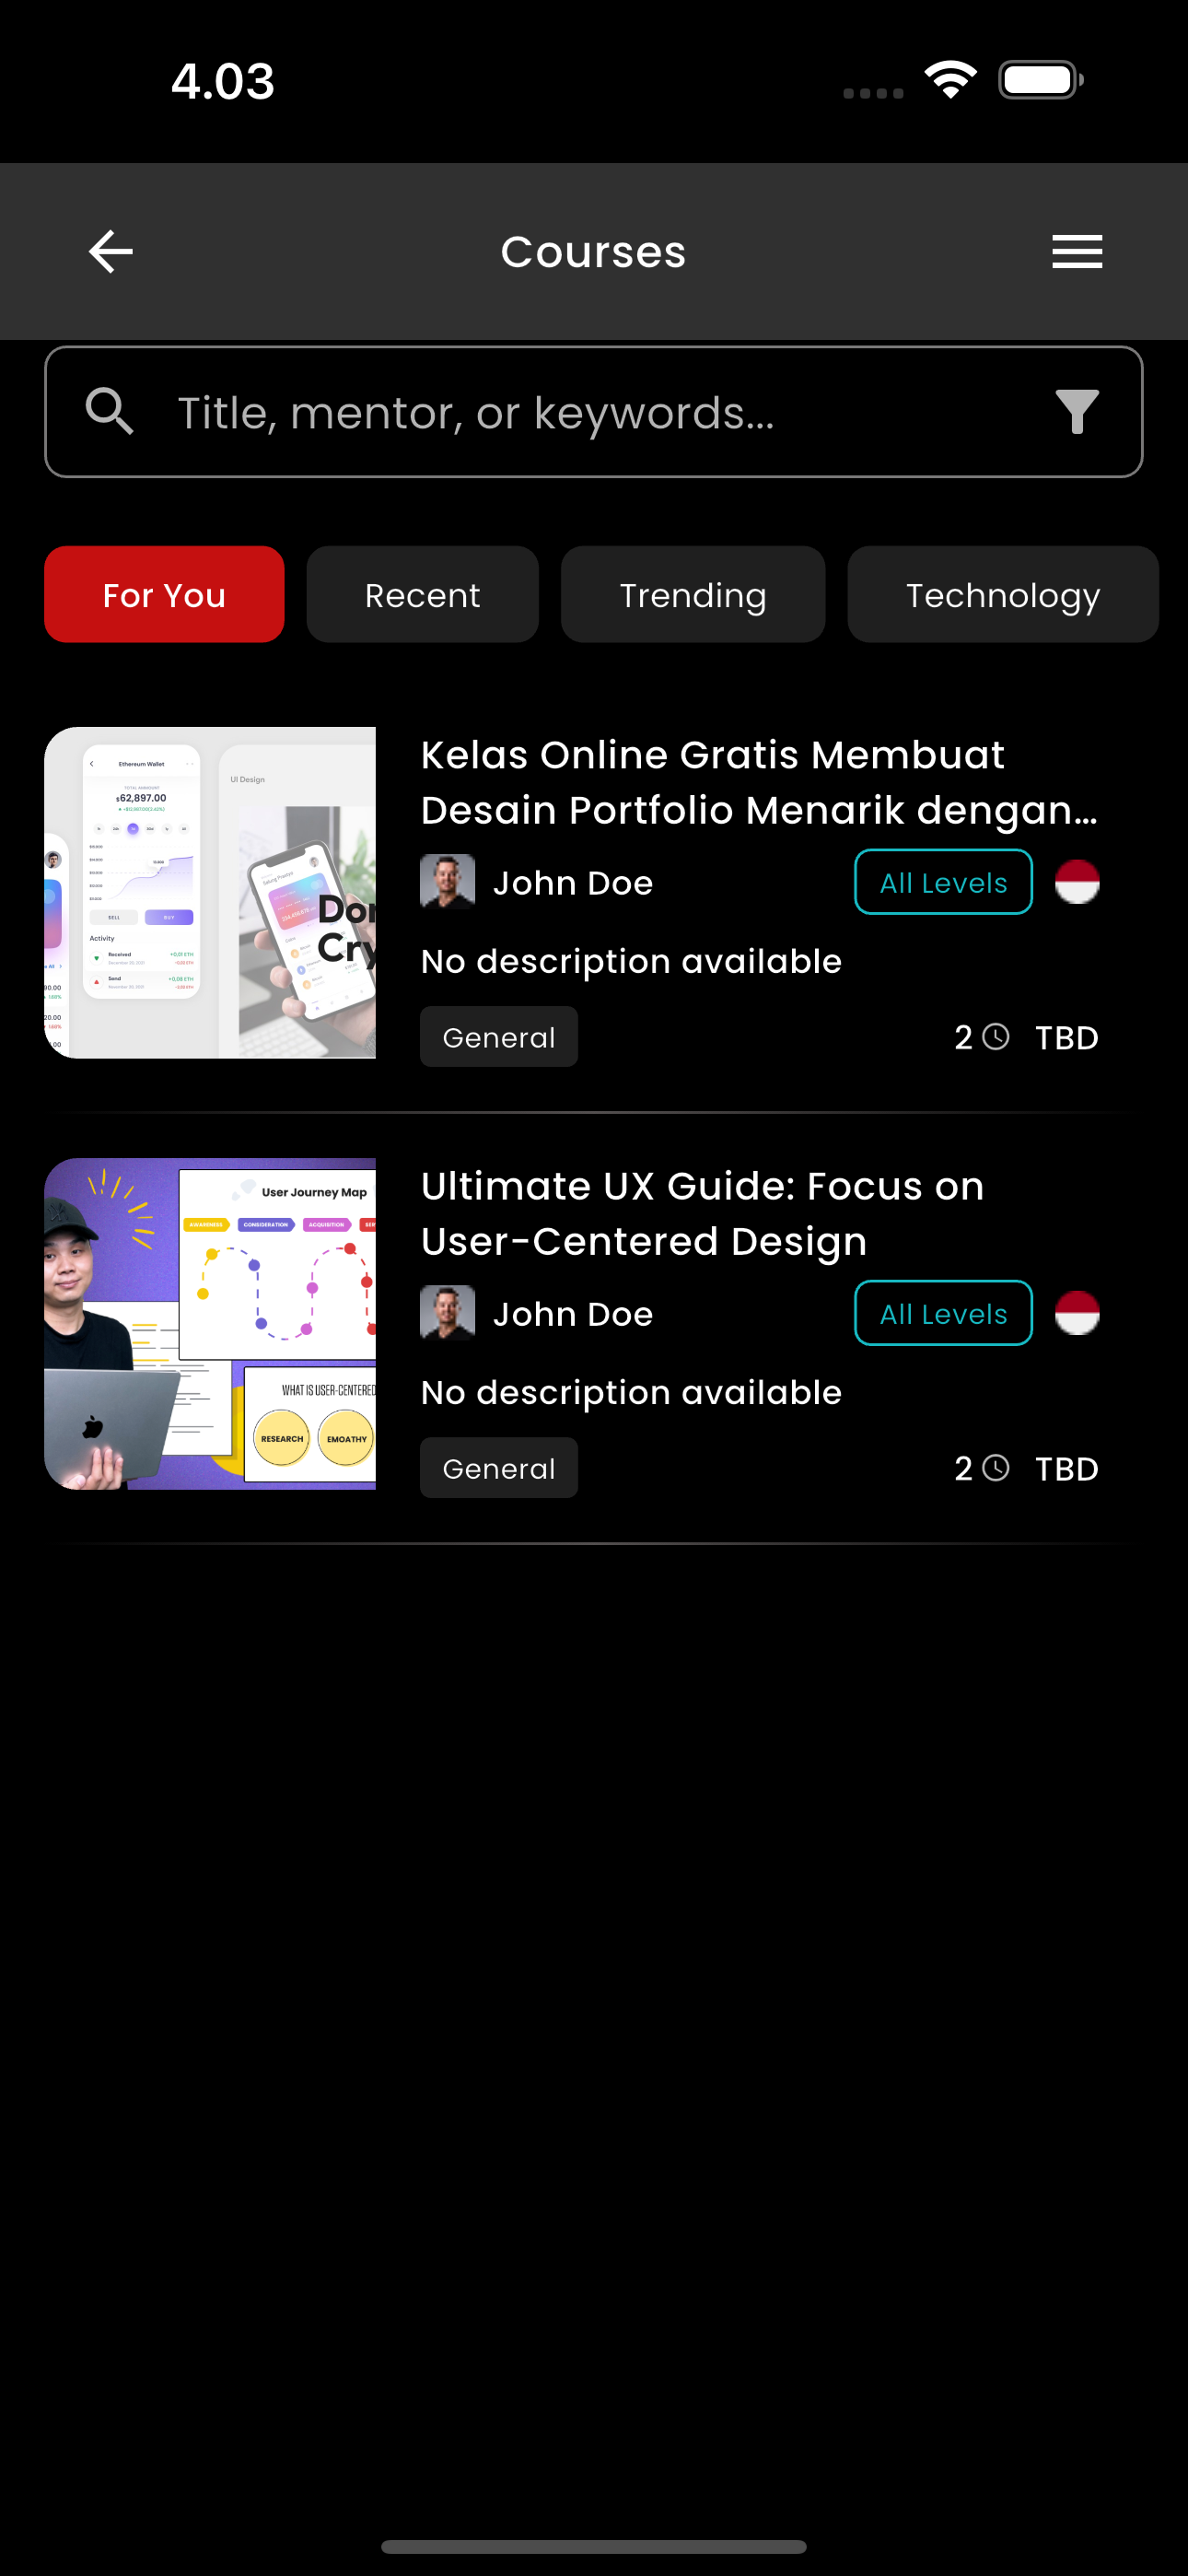 4.03
Courses
Title, mentor, or keywords...
For You
Recent
Trending
Technology
Ethereum Wallet
62,897.00
SELL
BUY
Activity
Received
Send
UI Design
Kelas Online Gratis Membuat
Desain Portfolio Menarik dengan...
John Doe
All Levels
No description available
General
2
TBD
User Journey Map
AWARENESS
CONSIDERATION
ACQUISITION
WHAT IS USER-CENTERED
RESEARCH
EMOATHY
Ultimate UX Guide: Focus on
User-Centered Design
John Doe
All Levels
No description available
General
2
TBD